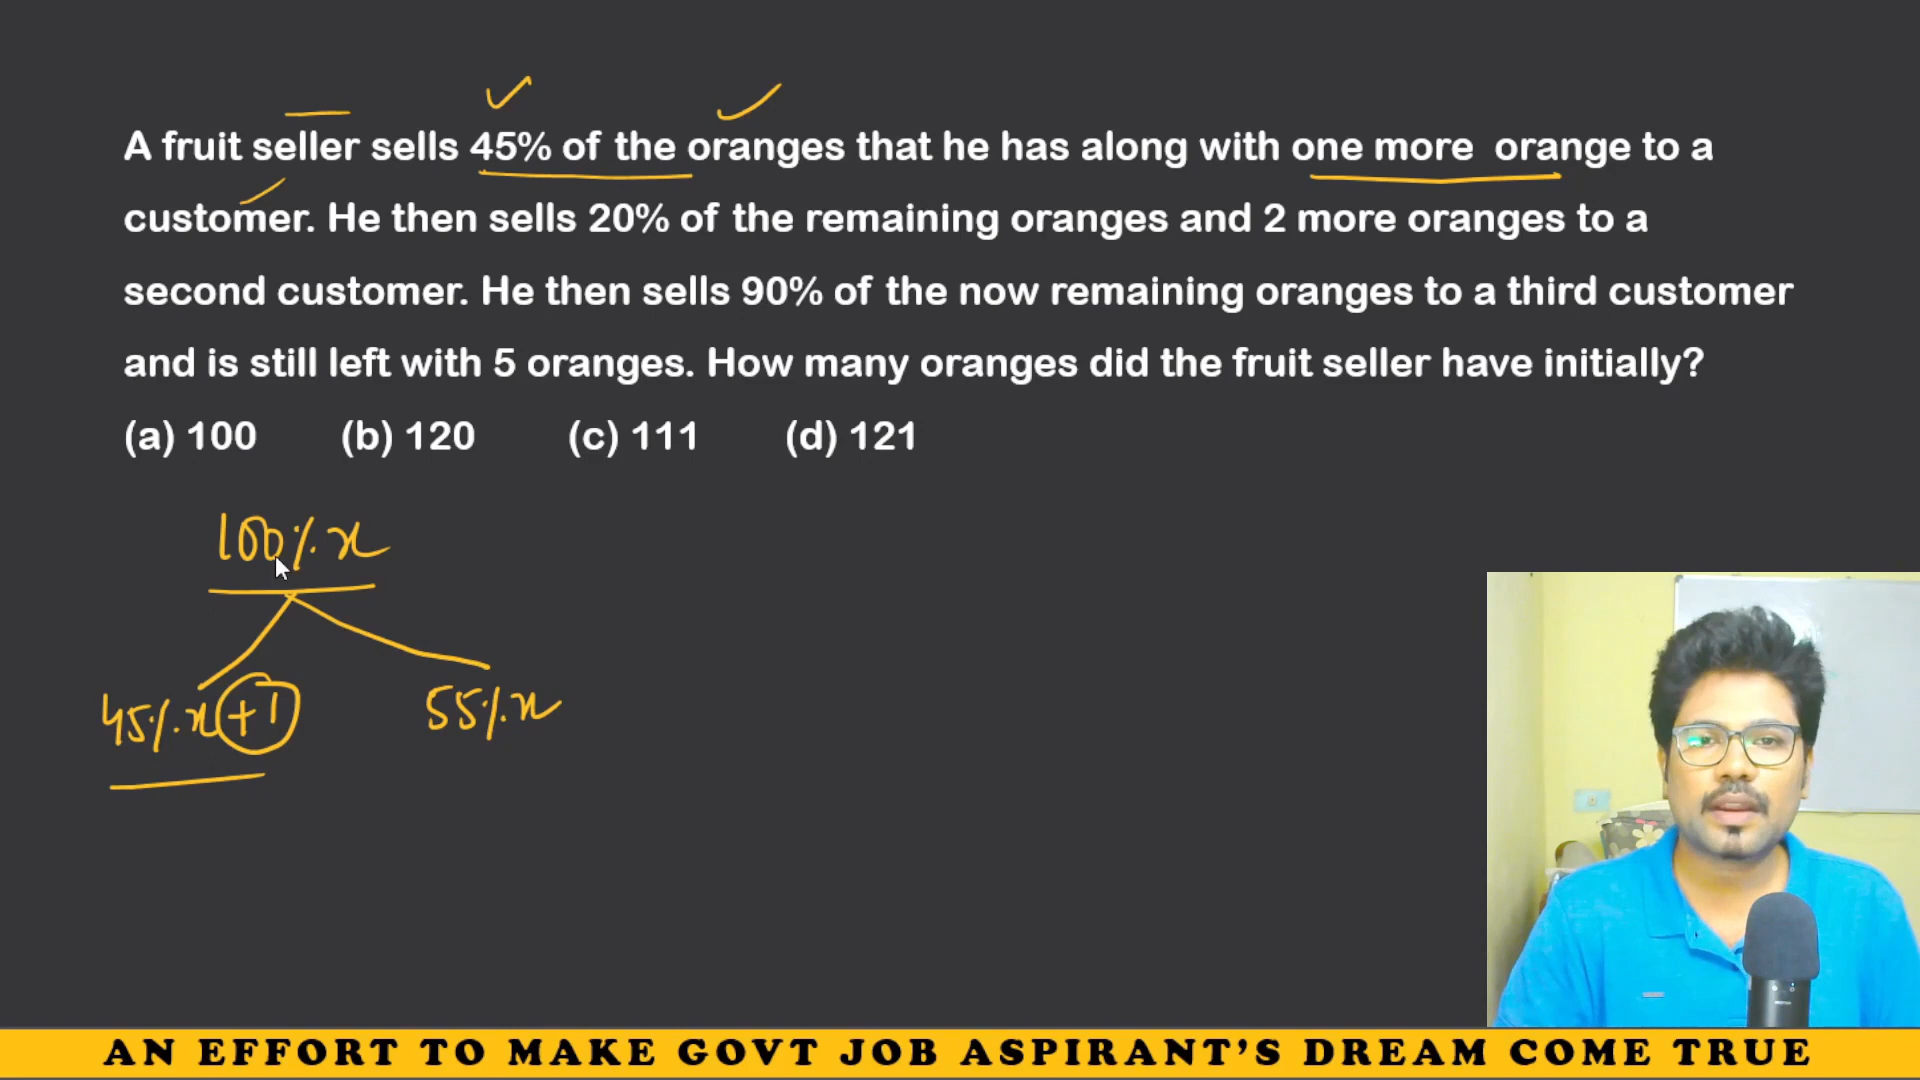 A fruit seller sells 45% of the oranges that he has along with one more orange to a
customer. He then sells 20% of the remaining oranges and 2 more oranges to a
second customer. He then sells 90% of the now remaining oranges to a third customer
and is still left with 5 oranges. How many oranges did the fruit seller have initially?
(a) 100 (b) 120 (c) 111 (d) 121
100%x
45%x+1 55%x
AN EFFORT TO MAKE GOVT JOB ASPIRANT'S DREAM COME TRUE